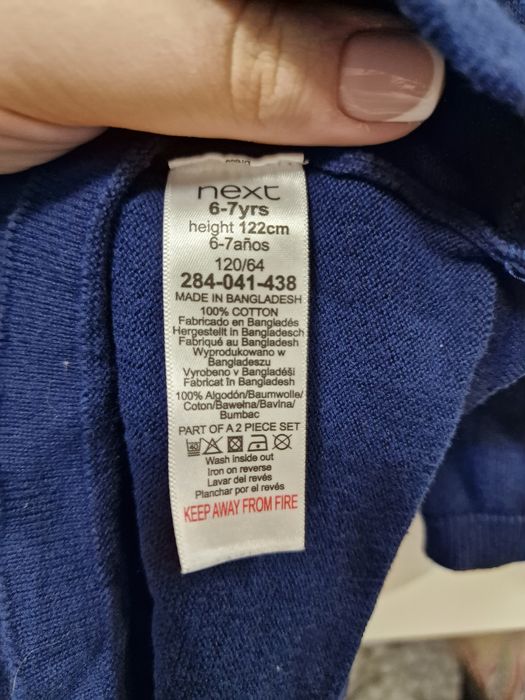 next
6-7yrs
height 122cm
6-7años
120/64
284-041-438
MADE IN BANGLADESH
100% COTTON
Fabricado en Bangladés
Hergestellt in Bangladesch
Fabriqué au Bangladesh
Wyprodukowano w
Bangladeszu
Vyrobeno v Bangladéši
Fabricat în Bangladesh
100% Algodón/Baumwolle/
Coton/Bawełna/Bavlna/
Bumbac
PART OF A 2 PIECE SET
40
Wash inside out
Iron on reverse
Lavar del revés
Planchar por el revés
KEEP AWAY FROM FIRE